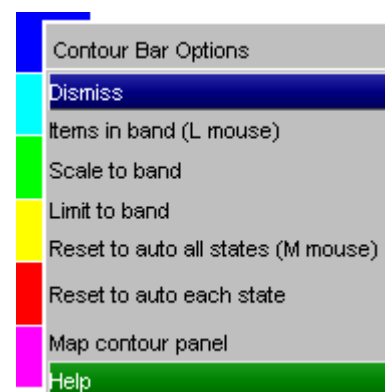 Contour Bar Options
Dismiss
Items in band (L mouse)
Scale to band
Limit to band
Reset to auto all states (M mouse)
Reset to auto each state
Map contour panel
Help